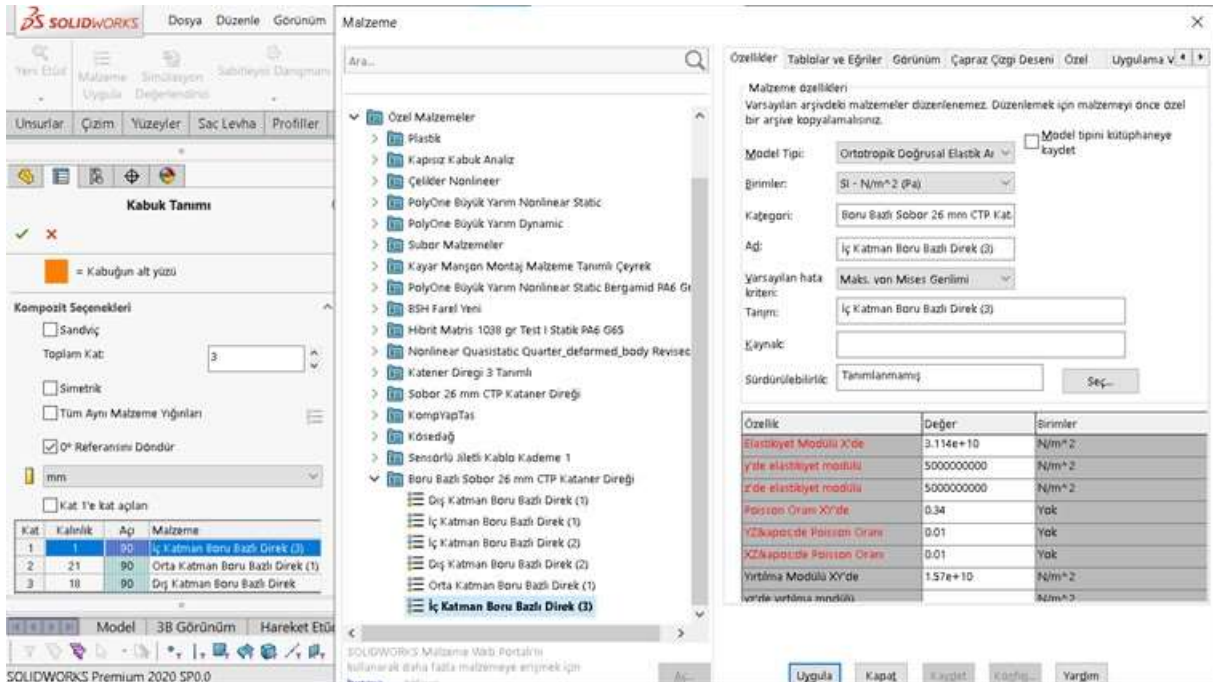 SOLIDWORKS Dosya Düzenle Görünüm
Yeni Etüd
Malzeme Uygula
Simülasyon Değerlendirici
Sabitleyici Danışmanı
Unsurlar Çizim Yüzeyler Sac Levha Profiller
Kabuk Tanımı
= Kabuğun alt yüzü
Kompozit Seçenekleri
Sandviç
Toplam Kat: 3
Simetrik
Tüm Aynı Malzeme Yığınları
0° Referansını Döndür
mm
Kat 1'e kat açıları
Kat Kalınlık Açı Malzeme
1 1 90 İç Katman Boru Bazlı Direk (3)
2 21 90 Orta Katman Boru Bazlı Direk (1)
3 18 90 Dış Katman Boru Bazlı Direk
Model 3B Görünüm Hareket Etüd
SOLIDWORKS Premium 2020 SP0.0
Malzeme
Ara...
Özel Malzemeler
Plastik
Kapısız Kabuk Analiz
Çelikler Nonlineer
PolyOne Büyük Yarım Nonlinear Static
PolyOne Büyük Yarım Dynamic
Subor Malzemeler
Kayar Manşon Montaj Malzeme Tanımlı Çeyrek
PolyOne Büyük Yarım Nonlinear Static Bergamid PA6 G
BSH Farel Yeni
Hibrit Matris 1038 gr Test I Statik PA6 G65
Nonlinear Quasistatic Quarter_deformed_body Revised
Katener Diregi 3 Tanımlı
Sobor 26 mm CTP Kataner Direği
KompYapTas
Kösedağ
Sensörlü Jiletli Kablo Kademe 1
Boru Bazlı Sobor 26 mm CTP Kataner Direği
Dış Katman Boru Bazlı Direk (1)
İç Katman Boru Bazlı Direk (1)
İç Katman Boru Bazlı Direk (2)
Dış Katman Boru Bazlı Direk (2)
Orta Katman Boru Bazlı Direk (1)
İç Katman Boru Bazlı Direk (3)
SOLIDWORKS Malzeme Web Portalını
kullanarak daha fazla malzemeye erişmek için
Aç...
Özellikler Tablolar ve Eğriler Görünüm Çapraz Çizgi Deseni Özel Uygulama V
Malzeme özellikleri
Varsayılan arşivdeki malzemeler düzenlenemez. Düzenlemek için malzemeyi önce özel
bir arşive kopyalamalısınız.
Model Tipi: Ortotropik Doğrusal Elastik Ar
Model tipini kütüphaneye
kaydet
Birimler: SI - N/m^2 (Pa)
Kategori: Boru Bazlı Sobor 26 mm CTP Kat
Ad: İç Katman Boru Bazlı Direk (3)
Varsayılan hata
kriteri: Maks. von Mises Gerilimi
Tanım: İç Katman Boru Bazlı Direk (3)
Kaynak:
Sürdürülebilirlik: Tanımlanmamış Seç...
Özellik Değer Birimler
Elastikiyet Modülü X'de 3.114e+10 N/m^2
y'de elastikiyet modülü 5000000000 N/m^2
z'de elastikiyet modülü 5000000000 N/m^2
Poisson Oranı XY'de 0.34 Yok
YZ&apos;de Poisson Oranı 0.01 Yok
XZ&apos;de Poisson Oranı 0.01 Yok
Yırtılma Modülü XY'de 1.57e+10 N/m^2
yz'de yırtılma modülü N/m^2
Uygula Kapat Kaydet Konfig... Yardım